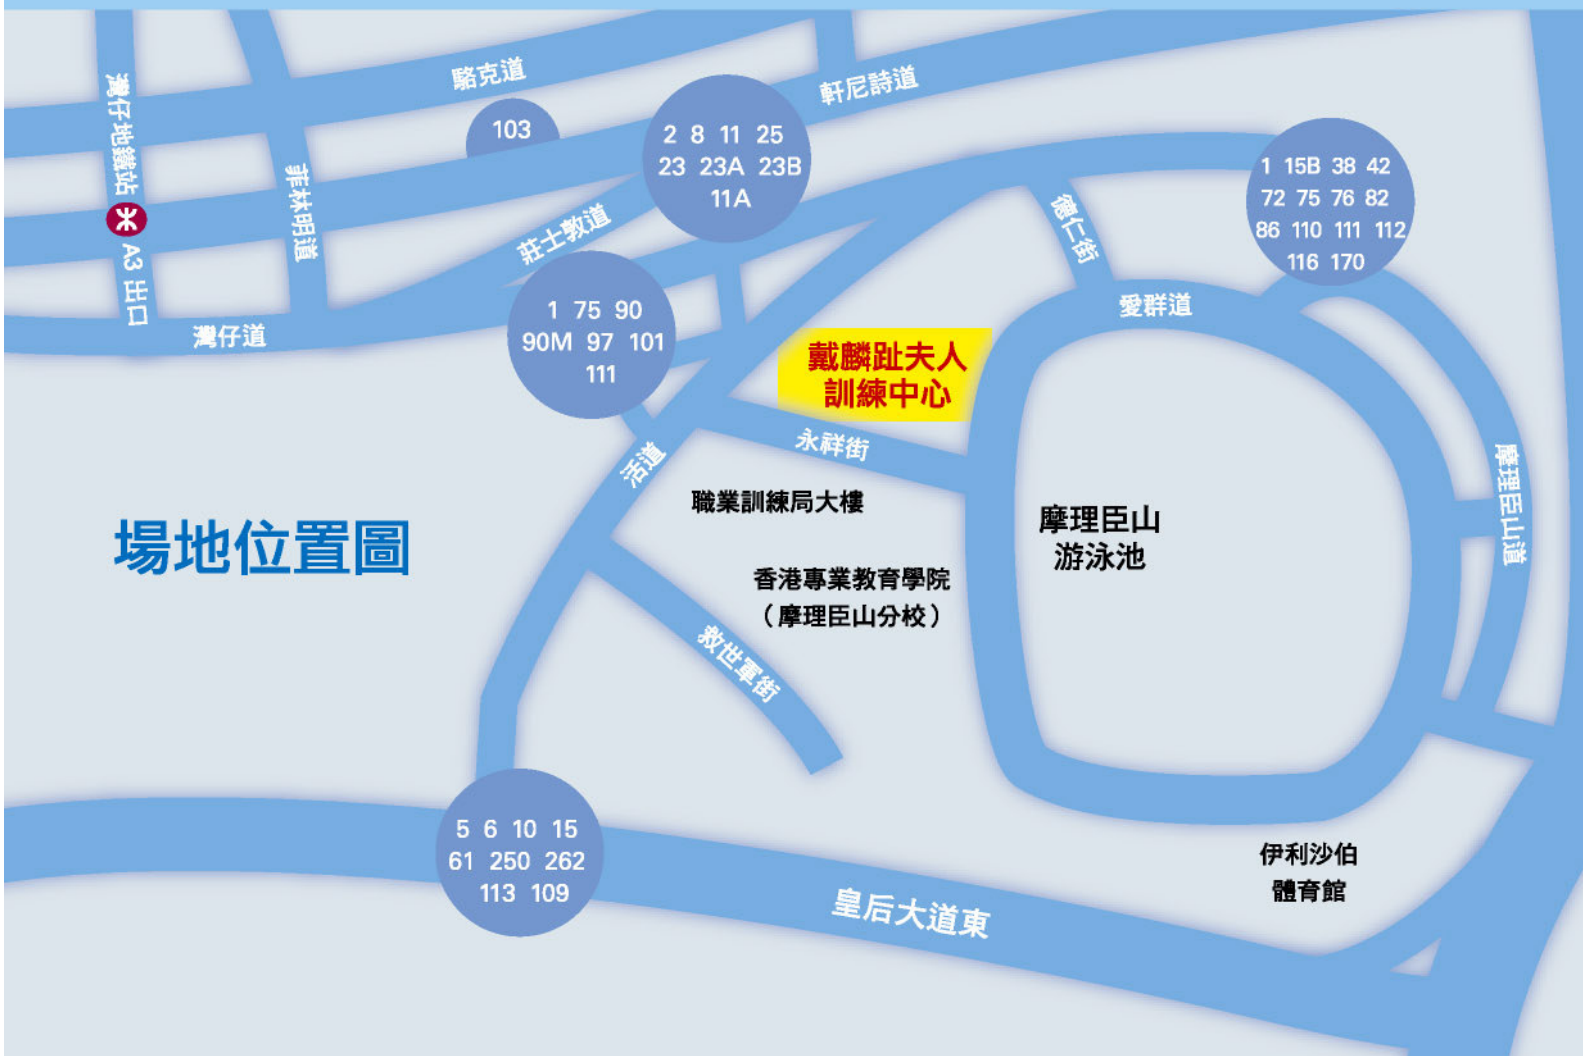 駱克道
軒尼詩道
灣仔地鐵站
A3 出口
菲林明道
103
2 8 11 25
23 23A 23B
11A
莊士敦道
德仁街
1 15B 38 42
72 75 76 82
86 110 111 112
116 170
灣仔道
1 75 90
90M 97 101
111
愛群道
戴麟趾夫人
訓練中心
永祥街
活道
摩理臣山道
職業訓練局大樓
場地位置圖
摩理臣山
游泳池
香港專業教育學院
（摩理臣山分校）
救世軍街
5 6 10 15
61 250 262
113 109
皇后大道東
伊利沙伯
體育館